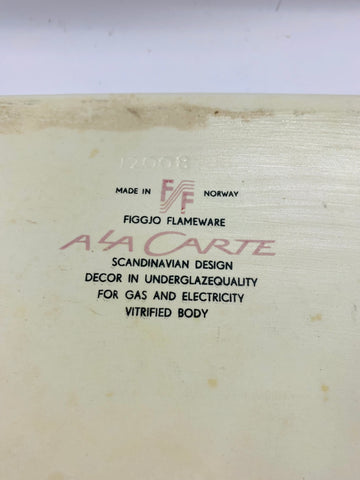 12008
MADE IN FF NORWAY
FIGGJO FLAMEWARE
A LA CARTE
SCANDINAVIAN DESIGN
DECOR IN UNDERGLAZEQUALITY
FOR GAS AND ELECTRICITY
VITRIFIED BODY